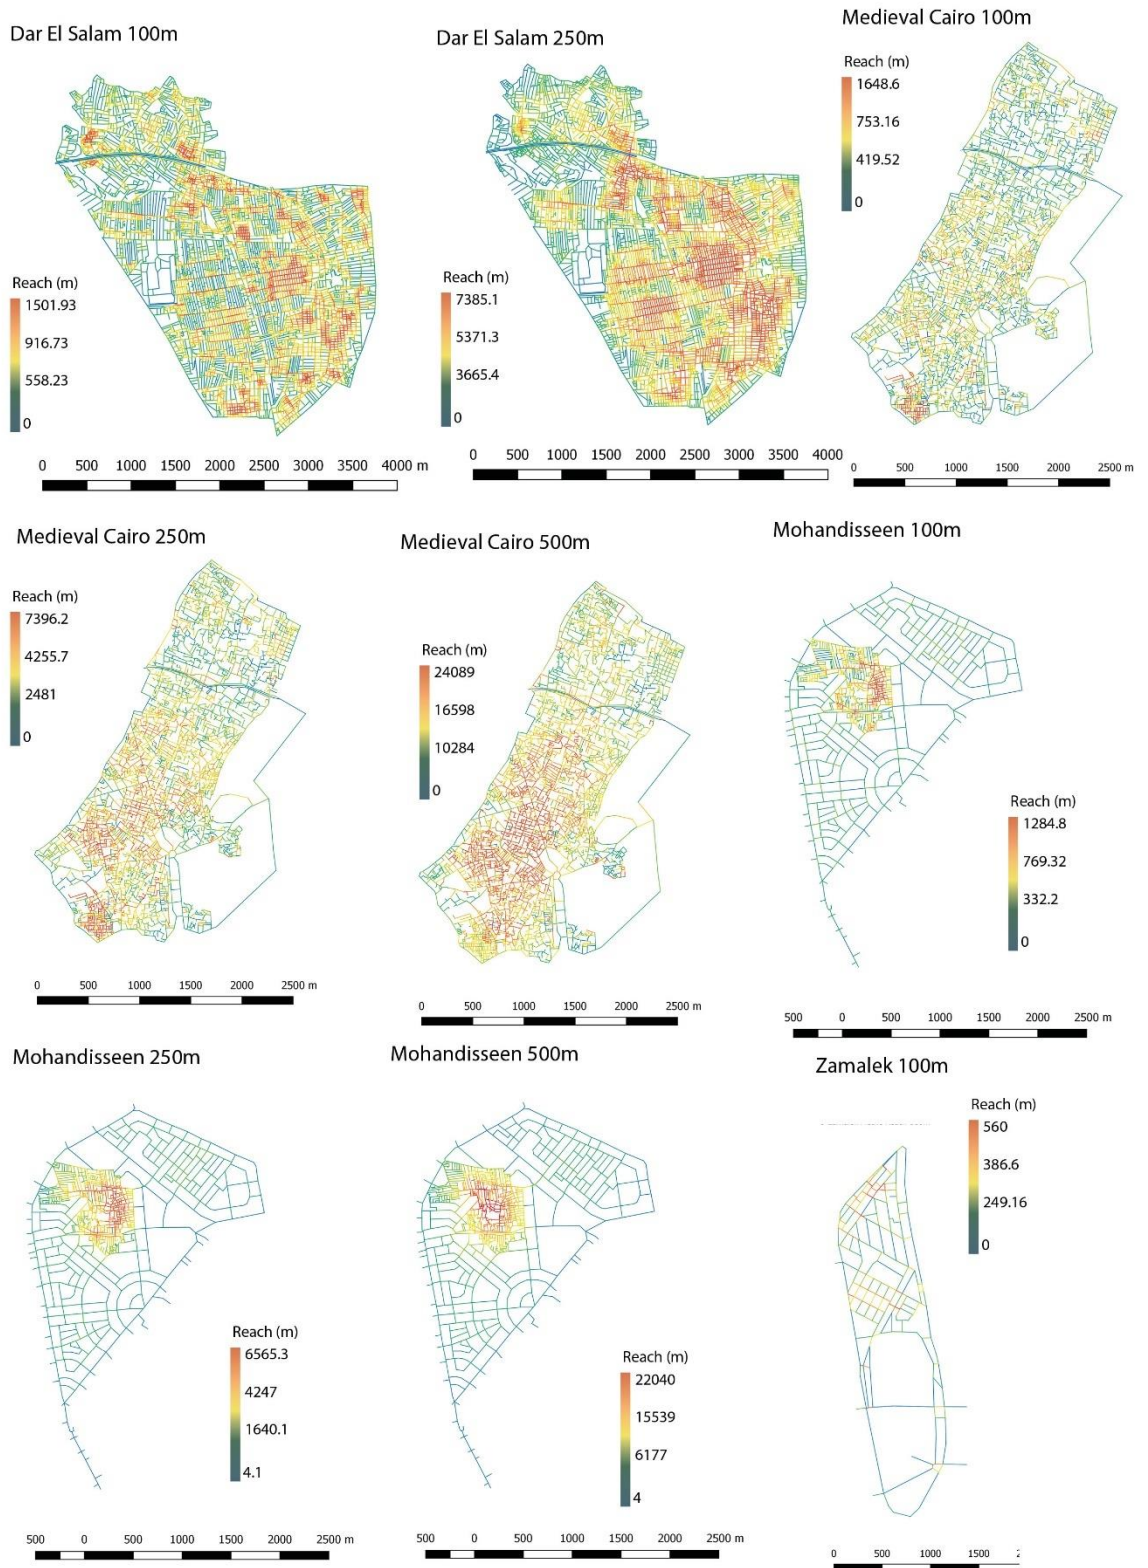 Dar El Salam 100m
Reach (m)
1501.93
916.73
558.23
0
0 500 1000 1500 2000 2500 3000 3500 4000 m
Dar El Salam 250m
Reach (m)
7385.1
5371.3
3665.4
0
0 500 1000 1500 2000 2500 3000 3500 4000
Medieval Cairo 100m
Reach (m)
1648.6
753.16
419.52
0
0 500 1000 1500 2000 2500 m
Medieval Cairo 250m
Reach (m)
7396.2
4255.7
2481
0
0 500 1000 1500 2000 2500 m
Medieval Cairo 500m
Reach (m)
24089
16598
10284
0
0 500 1000 1500 2000 2500 m
Mohandisseen 100m
Reach (m)
1284.8
769.32
332.2
0
500 0 500 1000 1500 2000 2500 m
Mohandisseen 250m
Reach (m)
6565.3
4247
1640.1
4.1
500 0 500 1000 1500 2000 2500 m
Mohandisseen 500m
Reach (m)
22040
15539
6177
4
500 0 500 1000 1500 2000 2500 m
Zamalek 100m
Reach (m)
560
386.6
249.16
0
0 500 1000 1500